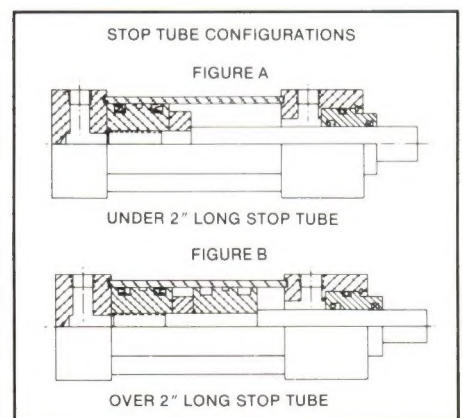 STOP TUBE CONFIGURATIONS
FIGURE A
UNDER 2" LONG STOP TUBE
FIGURE B
OVER 2" LONG STOP TUBE